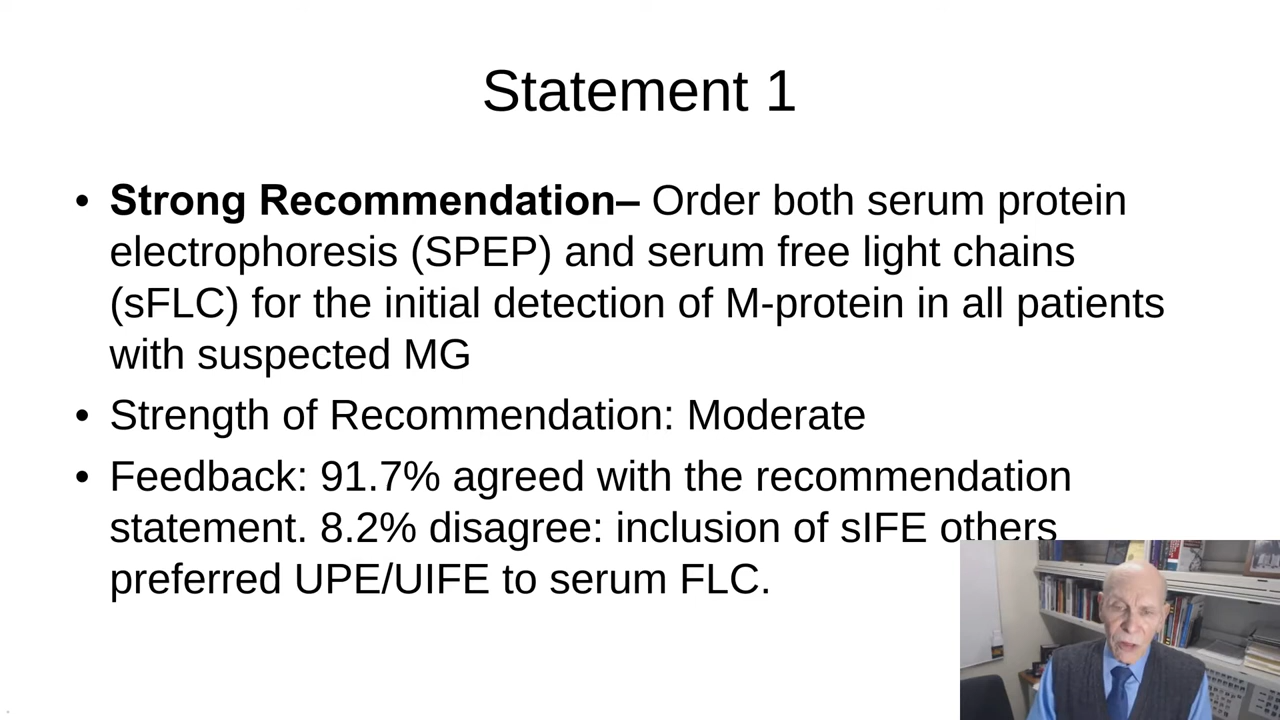 Statement 1
• Strong Recommendation– Order both serum protein
electrophoresis (SPEP) and serum free light chains
(sFLC) for the initial detection of M-protein in all patients
with suspected MG
• Strength of Recommendation: Moderate
• Feedback: 91.7% agreed with the recommendation
statement. 8.2% disagree: inclusion of sIFE others
preferred UPE/UIFE to serum FLC.